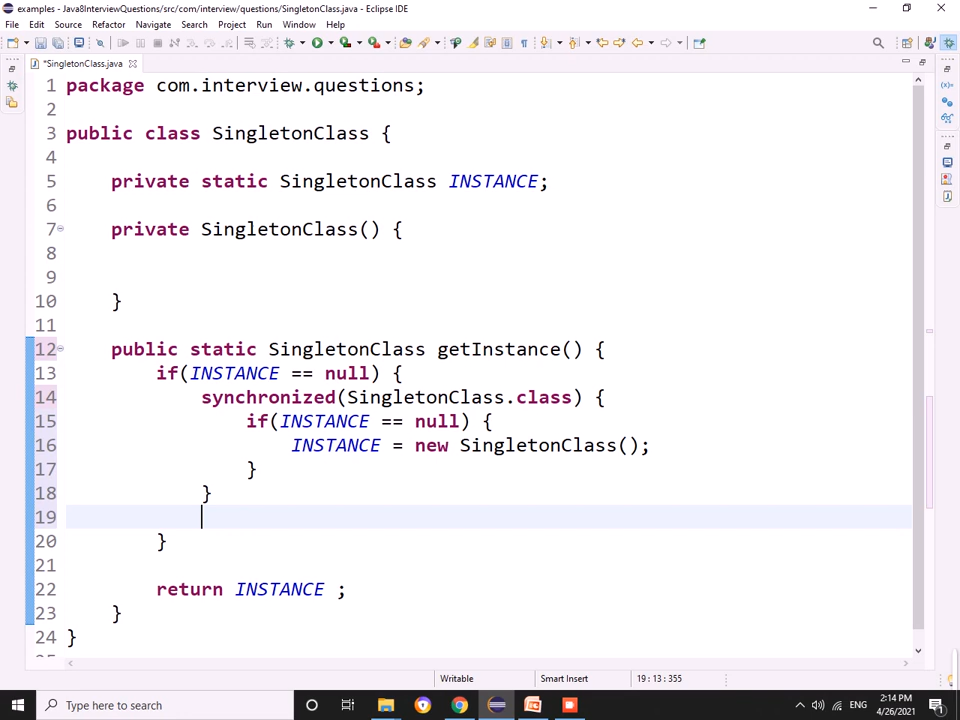 examples - Java8InterviewQuestions/src/com/interview/questions/SingletonClass.java - Eclipse IDE
File Edit Source Refactor Navigate Search Project Run Window Help
*SingletonClass.java
1 package com.interview.questions;
2
3 public class SingletonClass {
4
5 private static SingletonClass INSTANCE;
6
7 private SingletonClass() {
8
9
10 }
11
12 public static SingletonClass getInstance() {
13 if(INSTANCE == null) {
14 synchronized(SingletonClass.class) {
15 if(INSTANCE == null) {
16 INSTANCE = new SingletonClass();
17 }
18 }
19
20 }
21
22 return INSTANCE ;
23 }
24 }
Writable Smart Insert 19 : 13 : 355
Type here to search
ENG
2:14 PM
4/26/2021